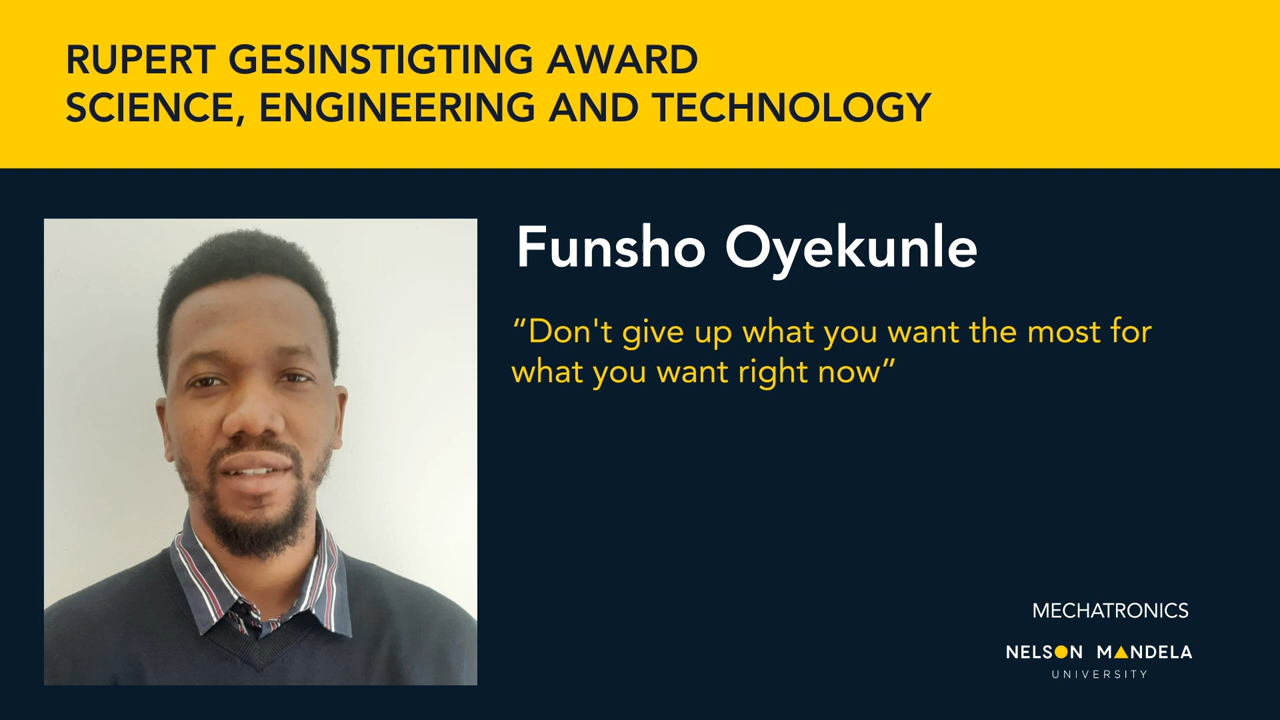 RUPERT GESINSTIGTING AWARD
SCIENCE, ENGINEERING AND TECHNOLOGY
Funsho Oyekunle
“Don't give up what you want the most for
what you want right now”
MECHATRONICS
NELSON MANDELA
UNIVERSITY